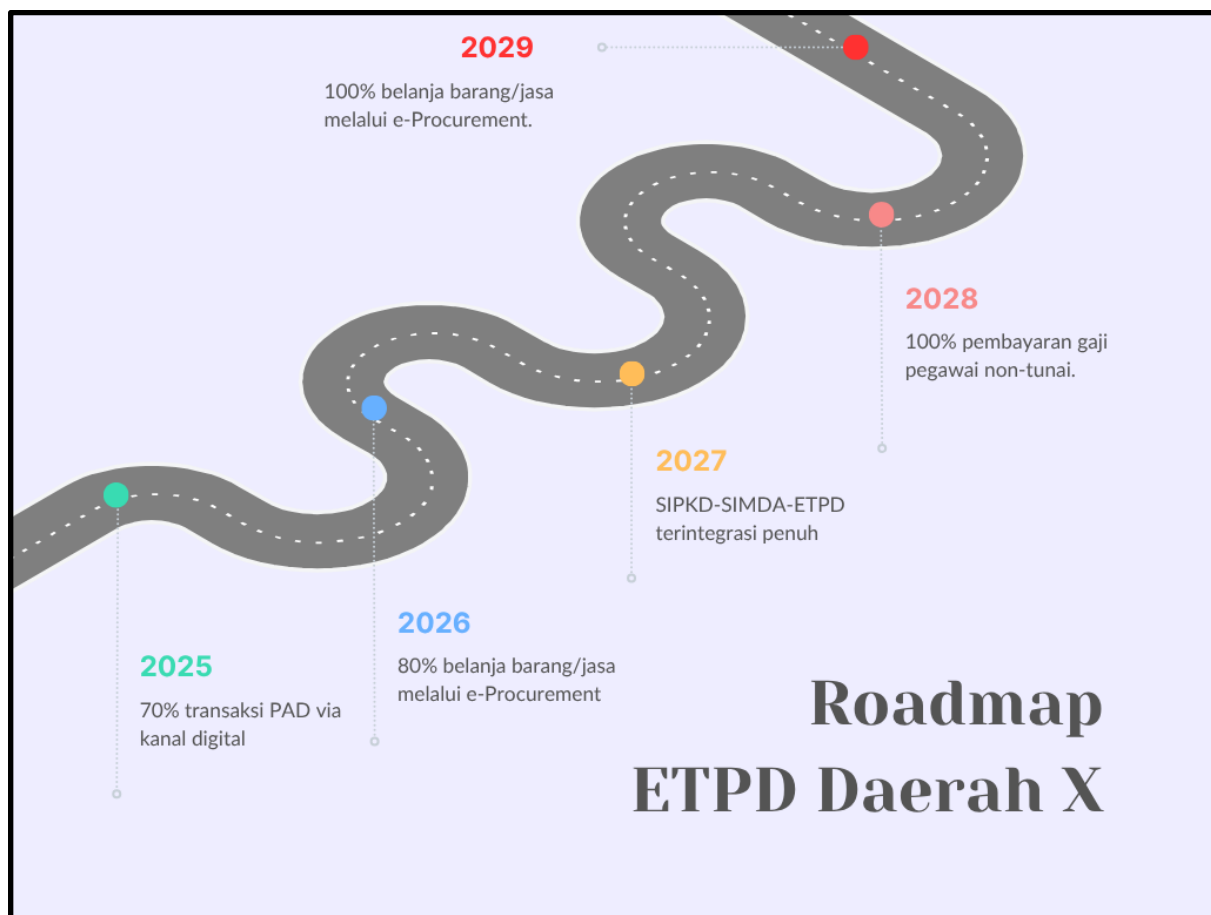 2029
100% belanja barang/jasa
melalui e-Procurement.
2028
100% pembayaran gaji
pegawai non-tunai.
2027
SIPKD-SIMDA-ETPD
terintegrasi penuh
2026
80% belanja barang/jasa
melalui e-Procurement
2025
70% transaksi PAD via
kanal digital
Roadmap
ETPD Daerah X